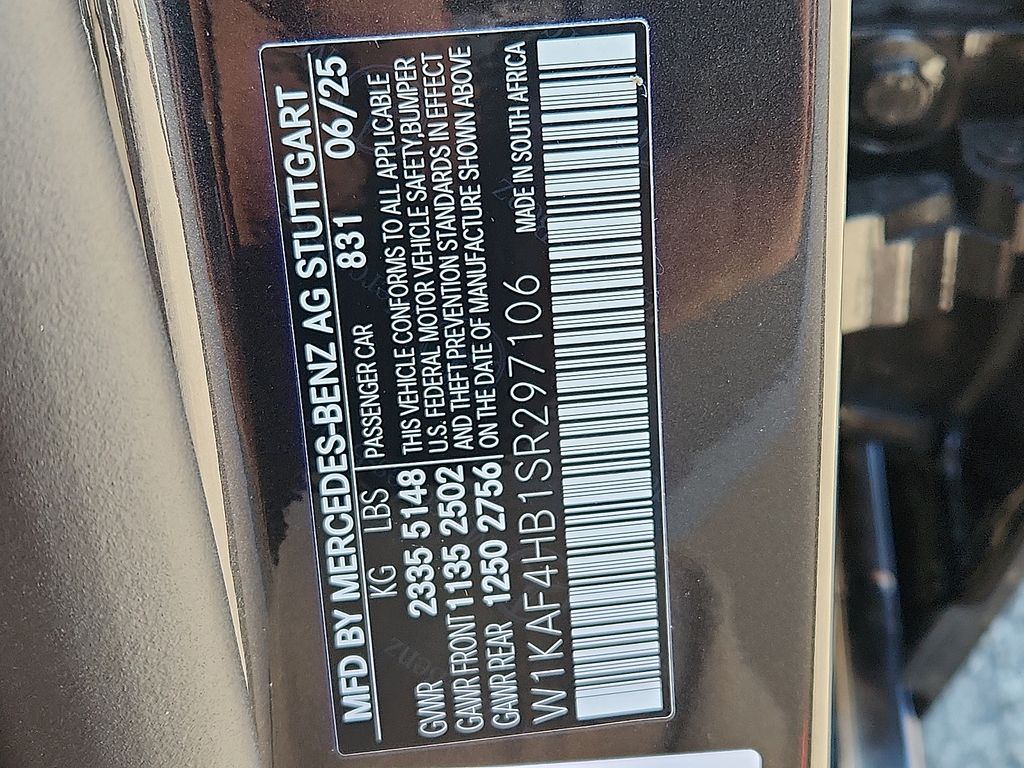 MFD BY MERCEDES-BENZ AG STUTTGART
831 06/25
KG LBS PASSENGER CAR
GVWR 2335 5148
GAWR FRONT 1135 2502
GAWR REAR 1250 2756
THIS VEHICLE CONFORMS TO ALL APPLICABLE
U.S. FEDERAL MOTOR VEHICLE SAFETY,BUMPER
AND THEFT PREVENTION STANDARDS IN EFFECT
ON THE DATE OF MANUFACTURE SHOWN ABOVE
W1KAF4HB1SR297106 MADE IN SOUTH AFRICA